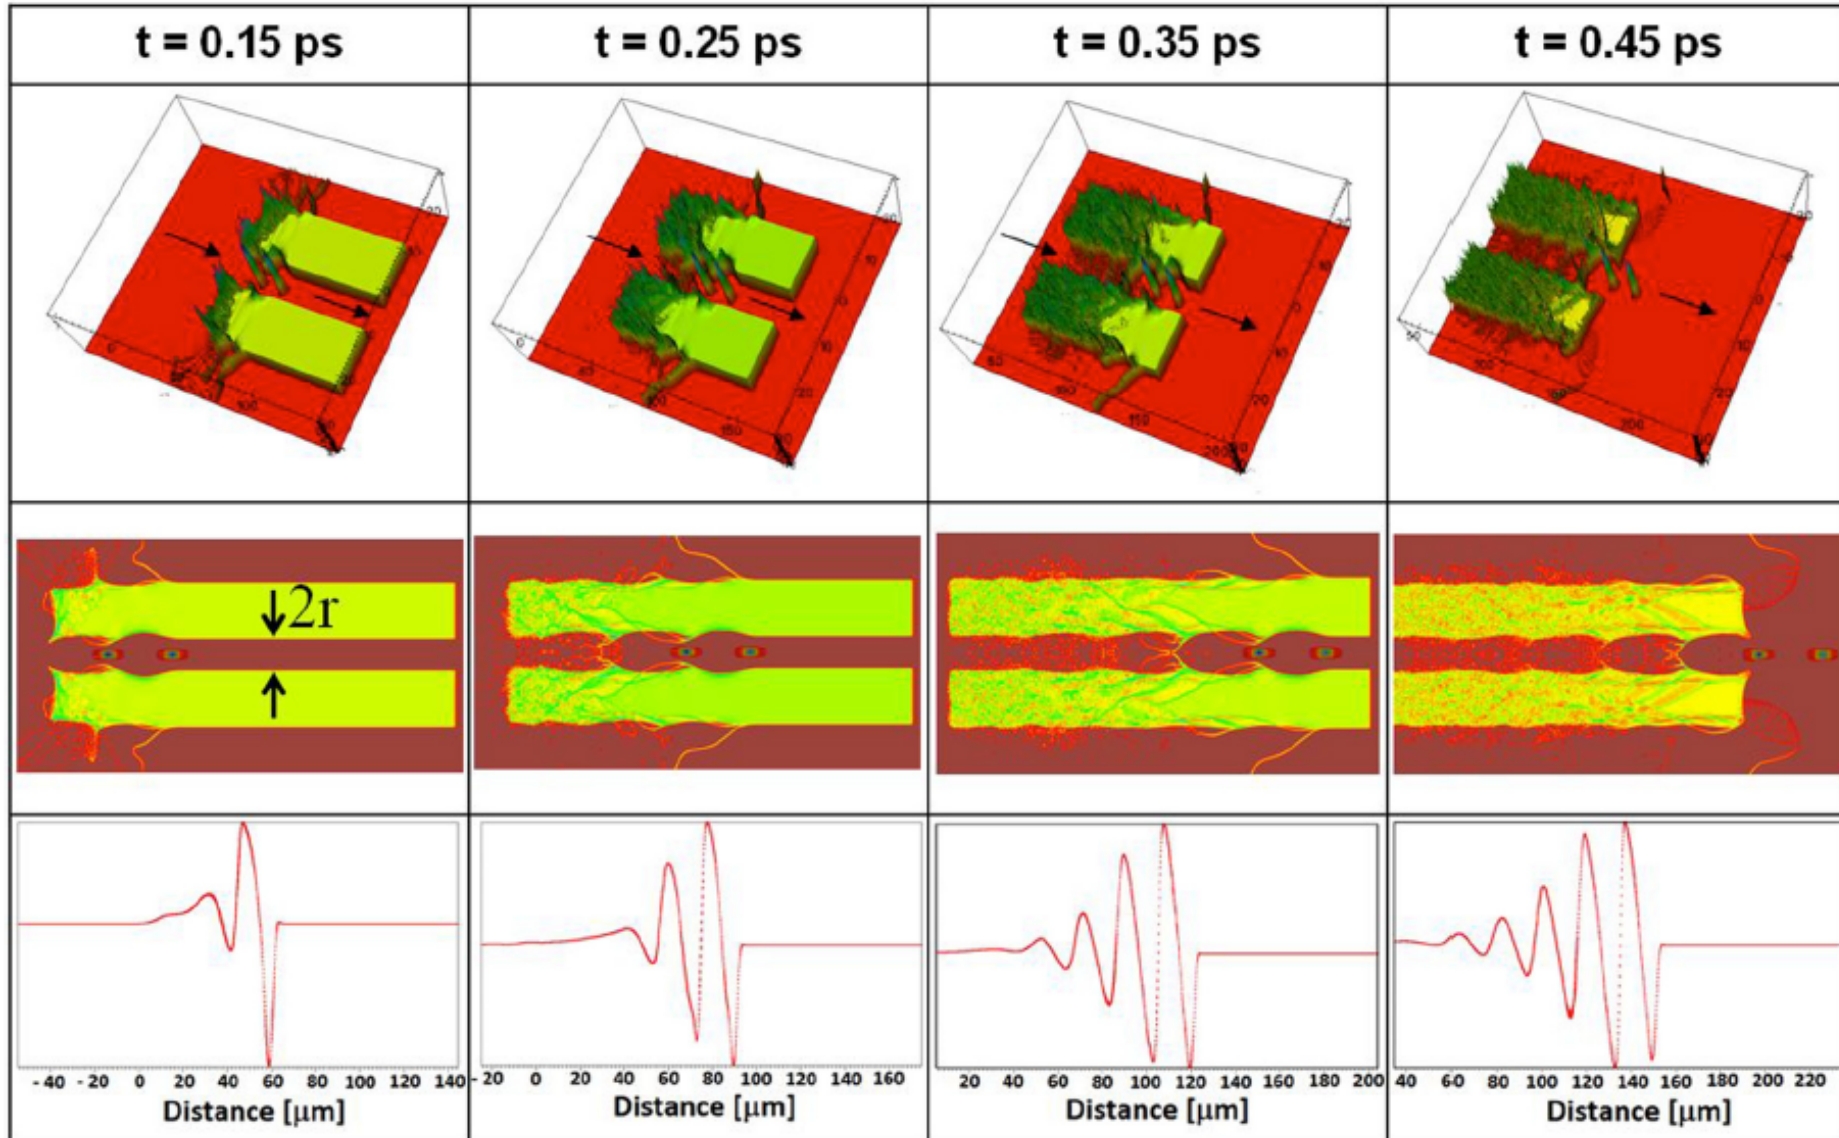 t = 0.15 ps
t = 0.25 ps
t = 0.35 ps
t = 0.45 ps
2r
- 40 - 20 0 20 40 60 80 100 120 140
Distance [μm]
- 20 0 20 40 60 80 100 120 140 160
Distance [μm]
20 40 60 80 100 120 140 160 180 200
Distance [μm]
40 60 80 100 120 140 160 180 200 220
Distance [μm]